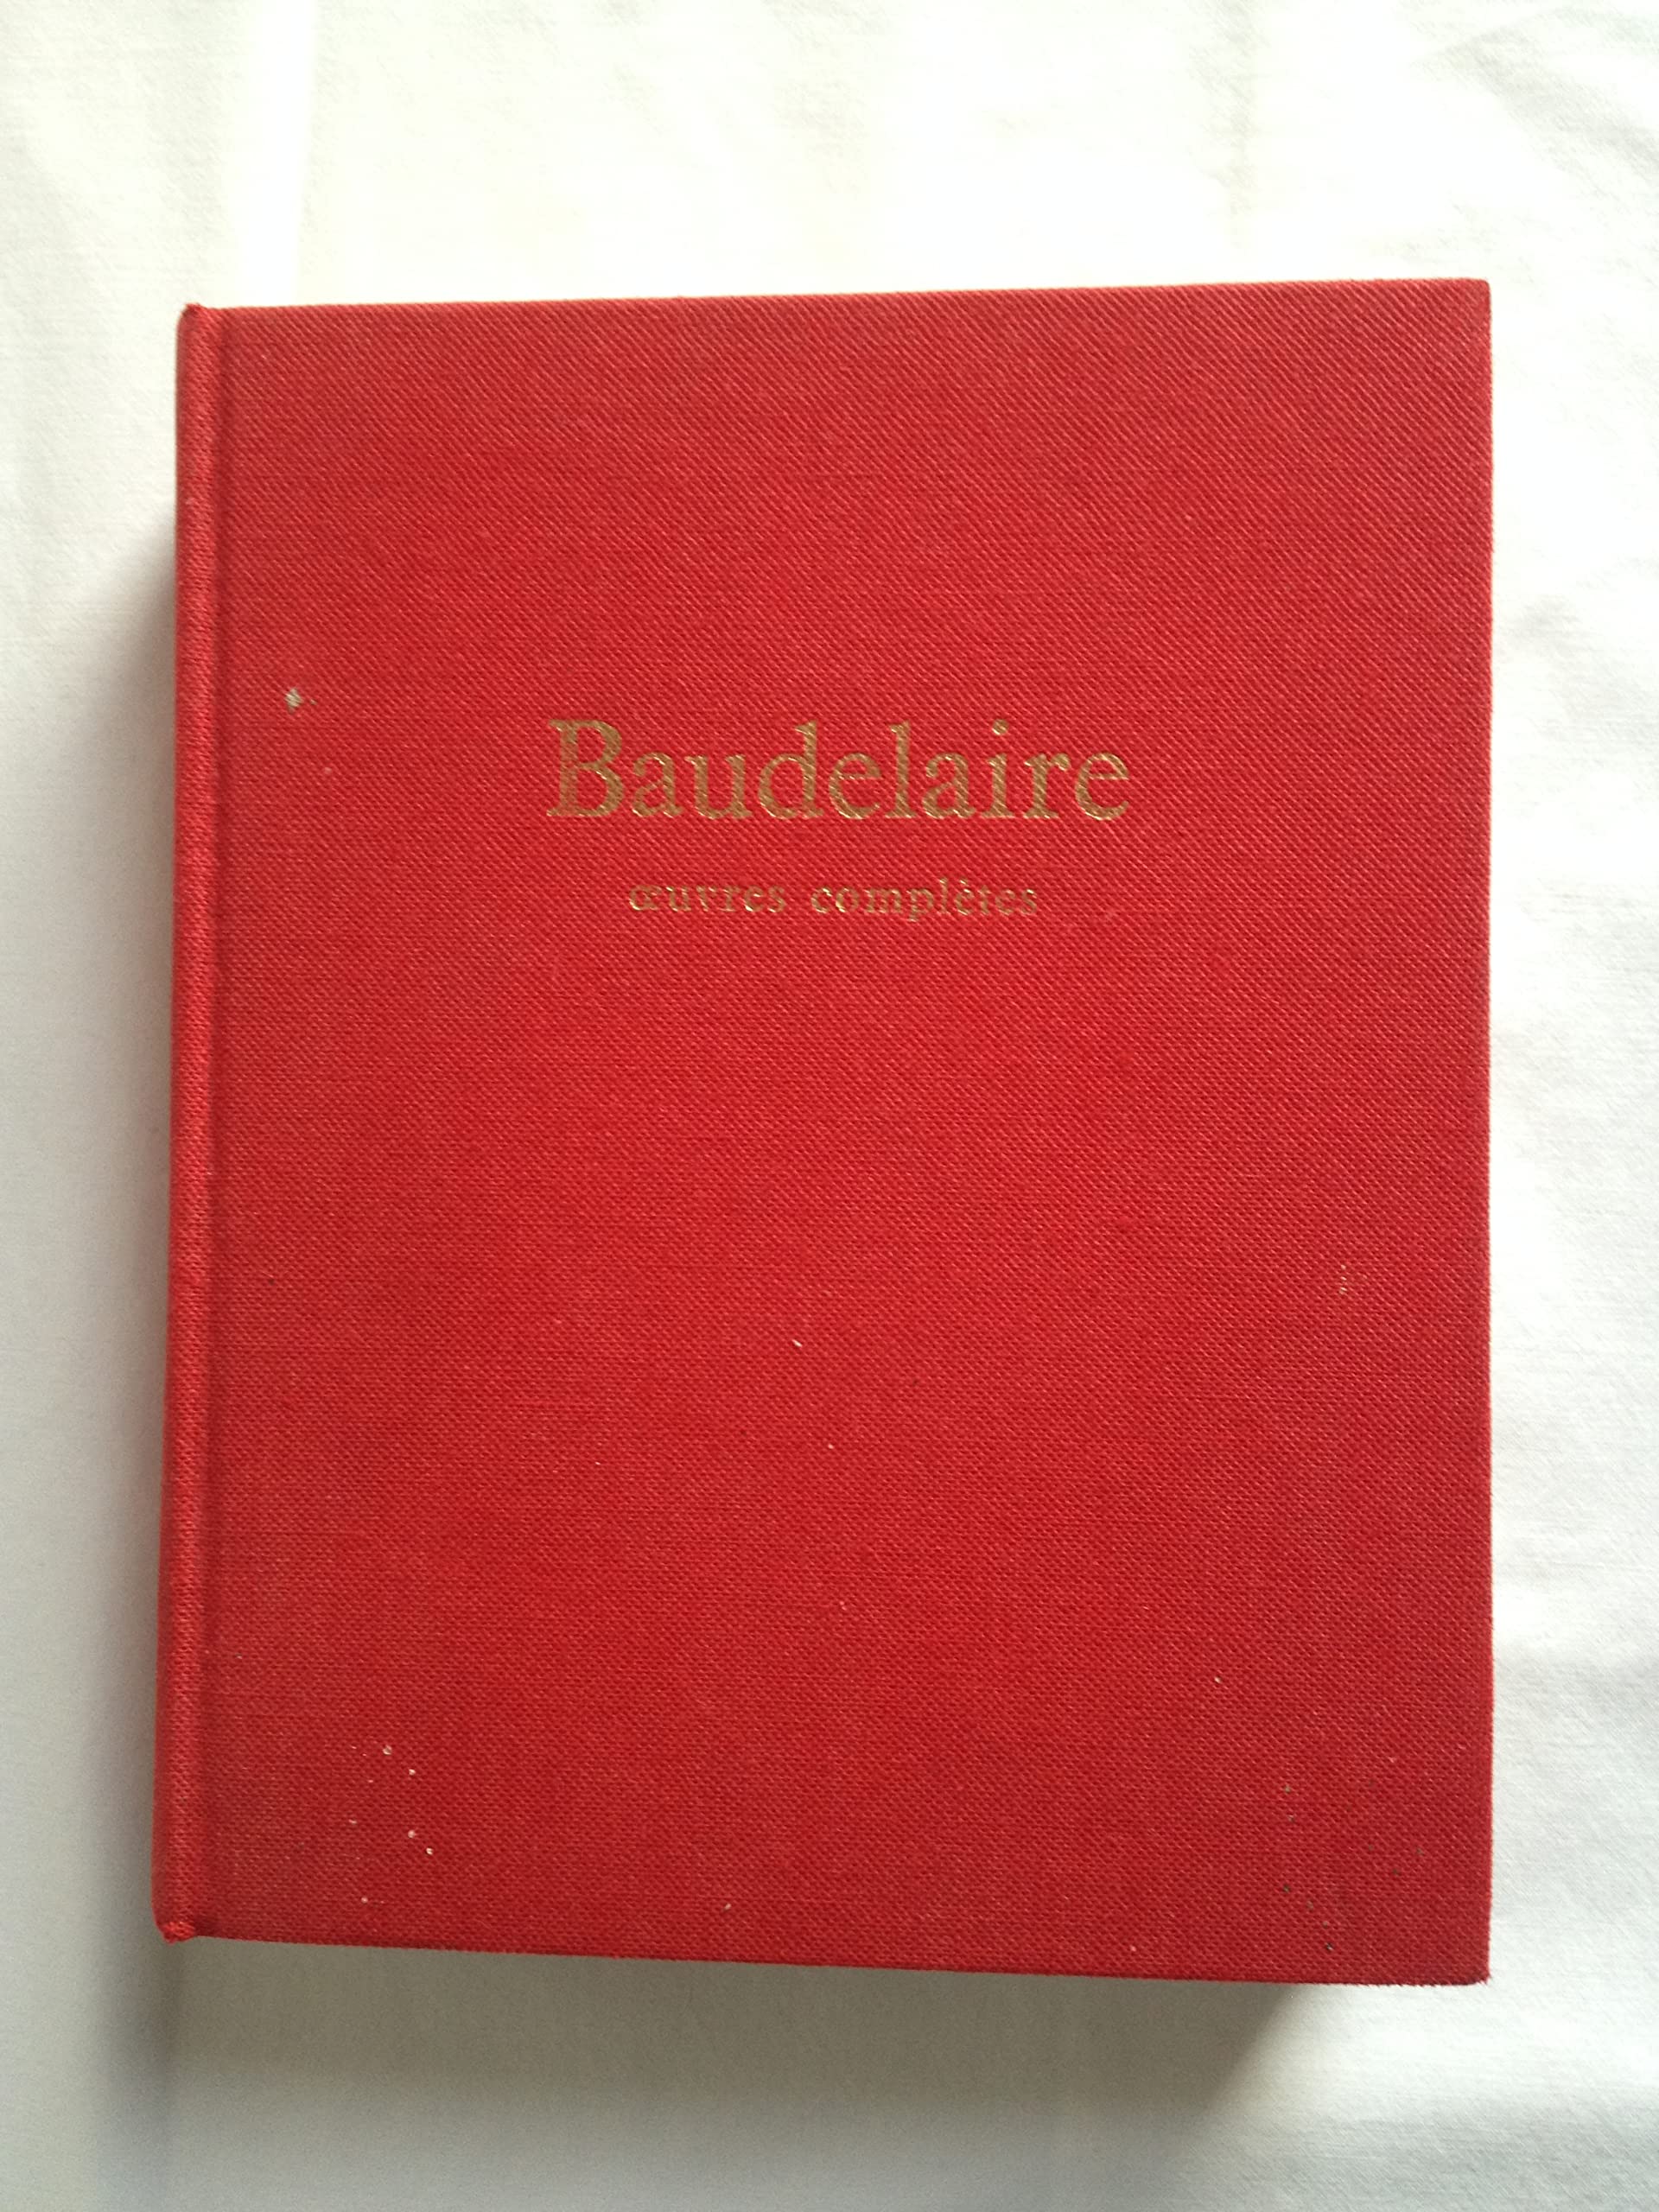 Baudelaire
œuvres complètes